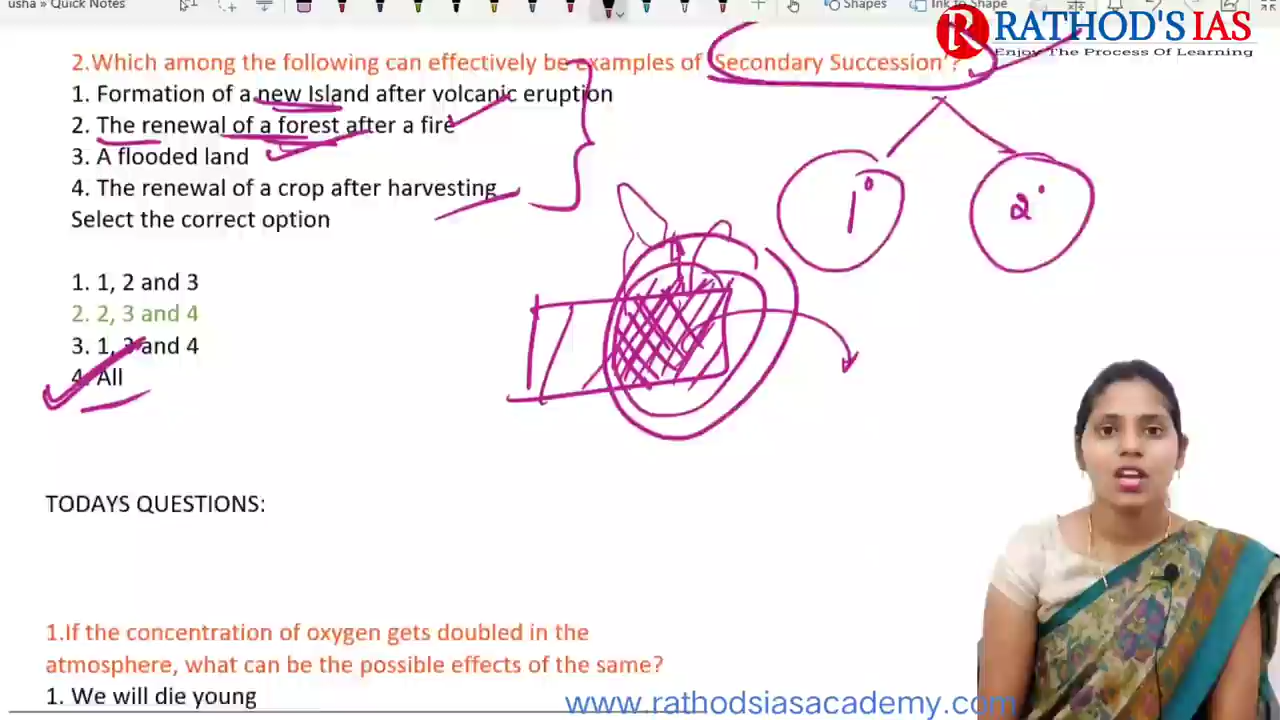 usha » Quick Notes
Shapes
Ink to Shape
RATHOD'S IAS
Enjoy The Process Of Learning
2.Which among the following can effectively be examples of 'Secondary Succession'?
1. Formation of a new Island after volcanic eruption
2. The renewal of a forest after a fire
3. A flooded land
4. The renewal of a crop after harvesting
Select the correct option
1° 2°
1. 1, 2 and 3
2. 2, 3 and 4
3. 1, 3 and 4
4. All
TODAYS QUESTIONS:
1.If the concentration of oxygen gets doubled in the
atmosphere, what can be the possible effects of the same?
1. We will die young
www.rathodsiasacademy.com